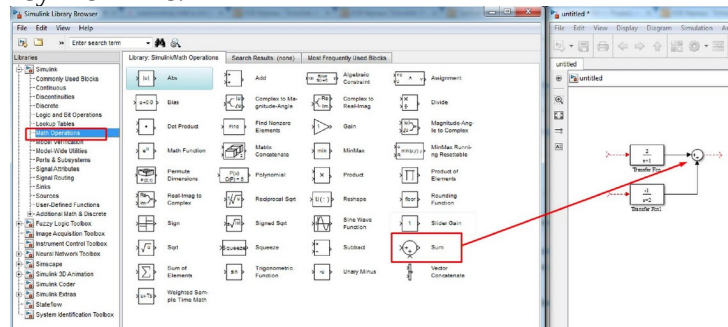 Simulink Library Browser
File Edit View Help
Enter search term
Libraries
Simulink
Commonly Used Blocks
Continuous
Discontinuities
Discrete
Logic and Bit Operations
Lookup Tables
Math Operations
Model Verification
Model-Wide Utilities
Ports & Subsystems
Signal Attributes
Signal Routing
Sinks
Sources
User-Defined Functions
Additional Math & Discrete
Fuzzy Logic Toolbox
Image Acquisition Toolbox
Instrument Control Toolbox
Neural Network Toolbox
Simscape
Simulink 3D Animation
Simulink Coder
Simulink Extras
Stateflow
System Identification Toolbox
Library: Simulink/Math Operations
Search Results: (none)
Most Frequently Used Blocks
|u| Abs
Add
Algebraic Constraint
Assignment
Bias
Complex to Magnitude-Angle
Complex to Real-Imag
Divide
Dot Product
Find Nonzero Elements
Gain
Magnitude-Angle to Complex
Math Function
Matrix Concatenate
min MinMax
MinMax Running Resettable
Permute Dimensions
Polynomial
Product
Product of Elements
Real-Imag to Complex
Reciprocal Sqrt
Reshape
floor Rounding Function
Sign
Signed Sqrt
Sine Wave Function
1 Slider Gain
Sqrt
Squeeze Squeeze
Subtract
Sum
Sum of Elements
sin Trigonometric Function
-u Unary Minus
Vector Concatenate
Weighted Sample Time Math
untitled *
File Edit View Display Diagram Simulation
untitled
untitled
2
s+1
Transfer Fcn
-1
s+2
Transfer Fcn1